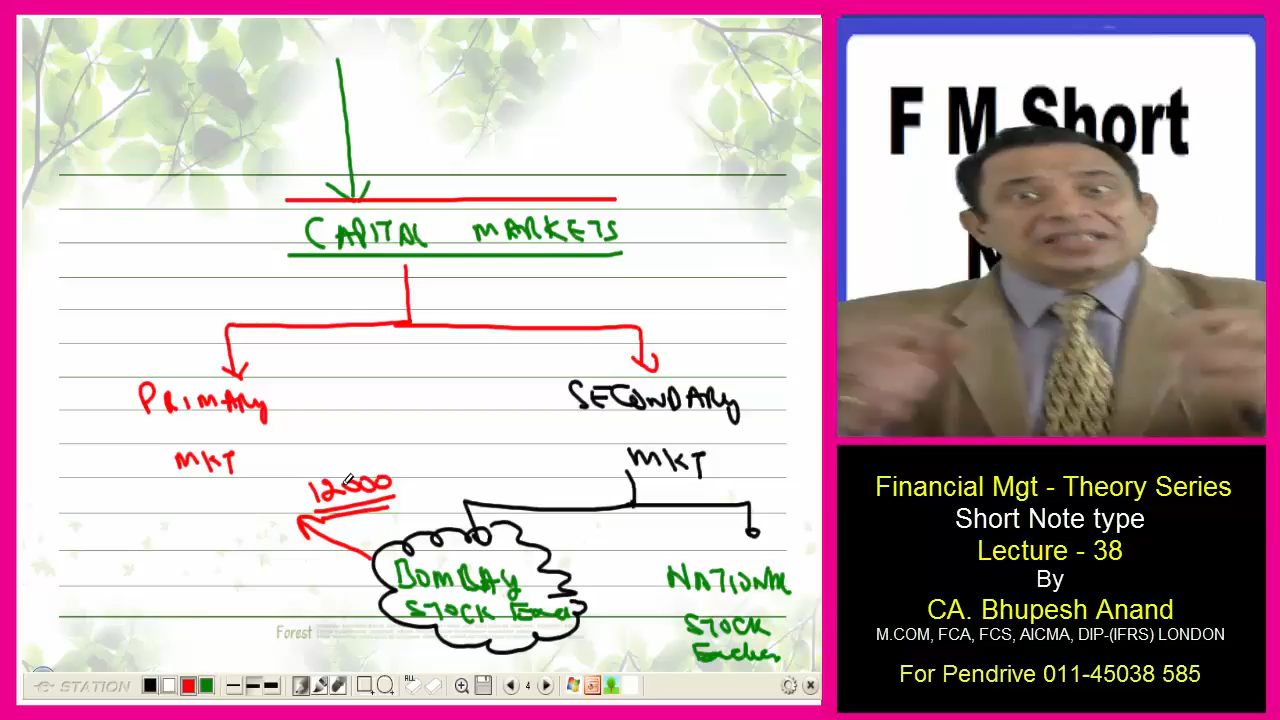 CAPITAL MARKETS
PRIMARY
MKT
SECONDARY
MKT
12000
BOMBAY
STOCK
NATIONAL
STOCK
Forest
e-STATION
ALL
4
F M Short
N
Financial Mgt - Theory Series
Short Note type
Lecture - 38
By
CA. Bhupesh Anand
M.COM, FCA, FCS, AICMA, DIP-(IFRS) LONDON
For Pendrive 011-45038 585